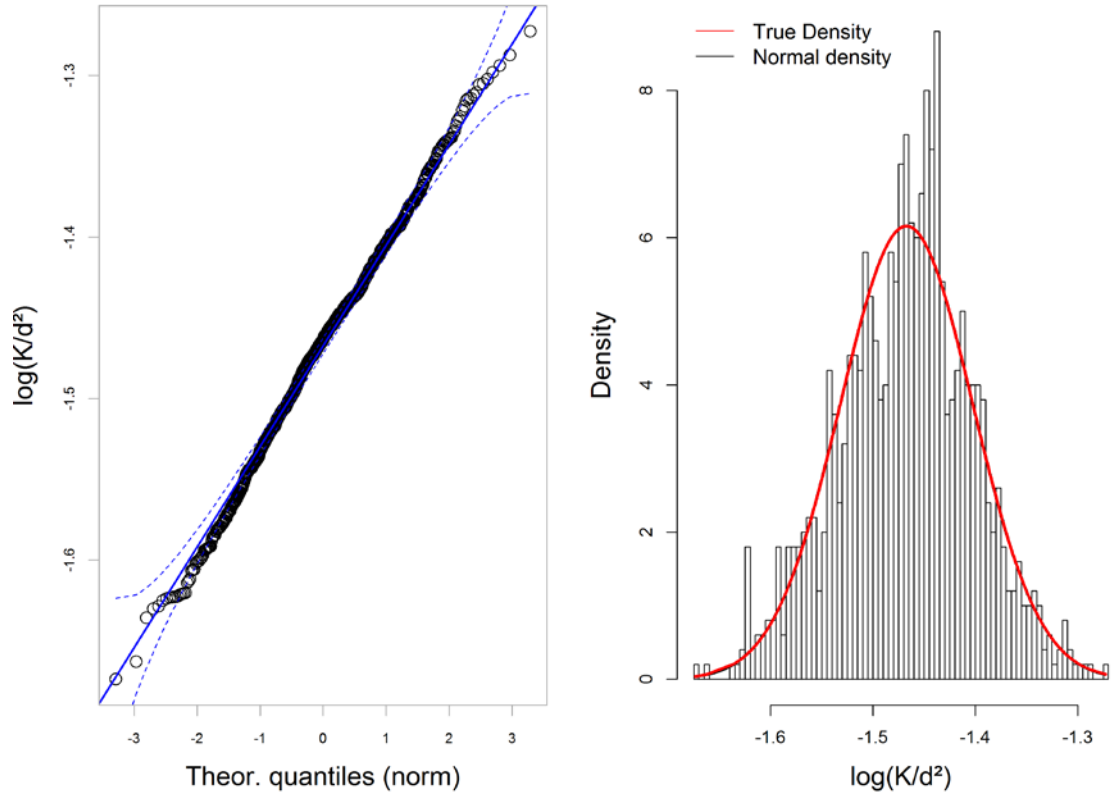 -1.3
-1.4
-1.5
-1.6
log(K/d²)
-3 -2 -1 0 1 2 3
Theor. quantiles (norm)
True Density
Normal density
8
6
4
2
0
Density
-1.6 -1.5 -1.4 -1.3
log(K/d²)